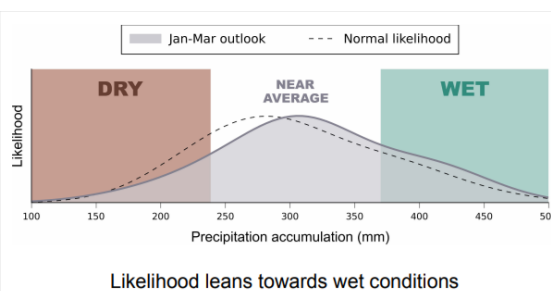 Jan-Mar outlook
Normal likelihood
DRY
NEAR
AVERAGE
WET
Likelihood
100 150 200 250 300 350 400 450
Precipitation accumulation (mm)
Likelihood leans towards wet conditions